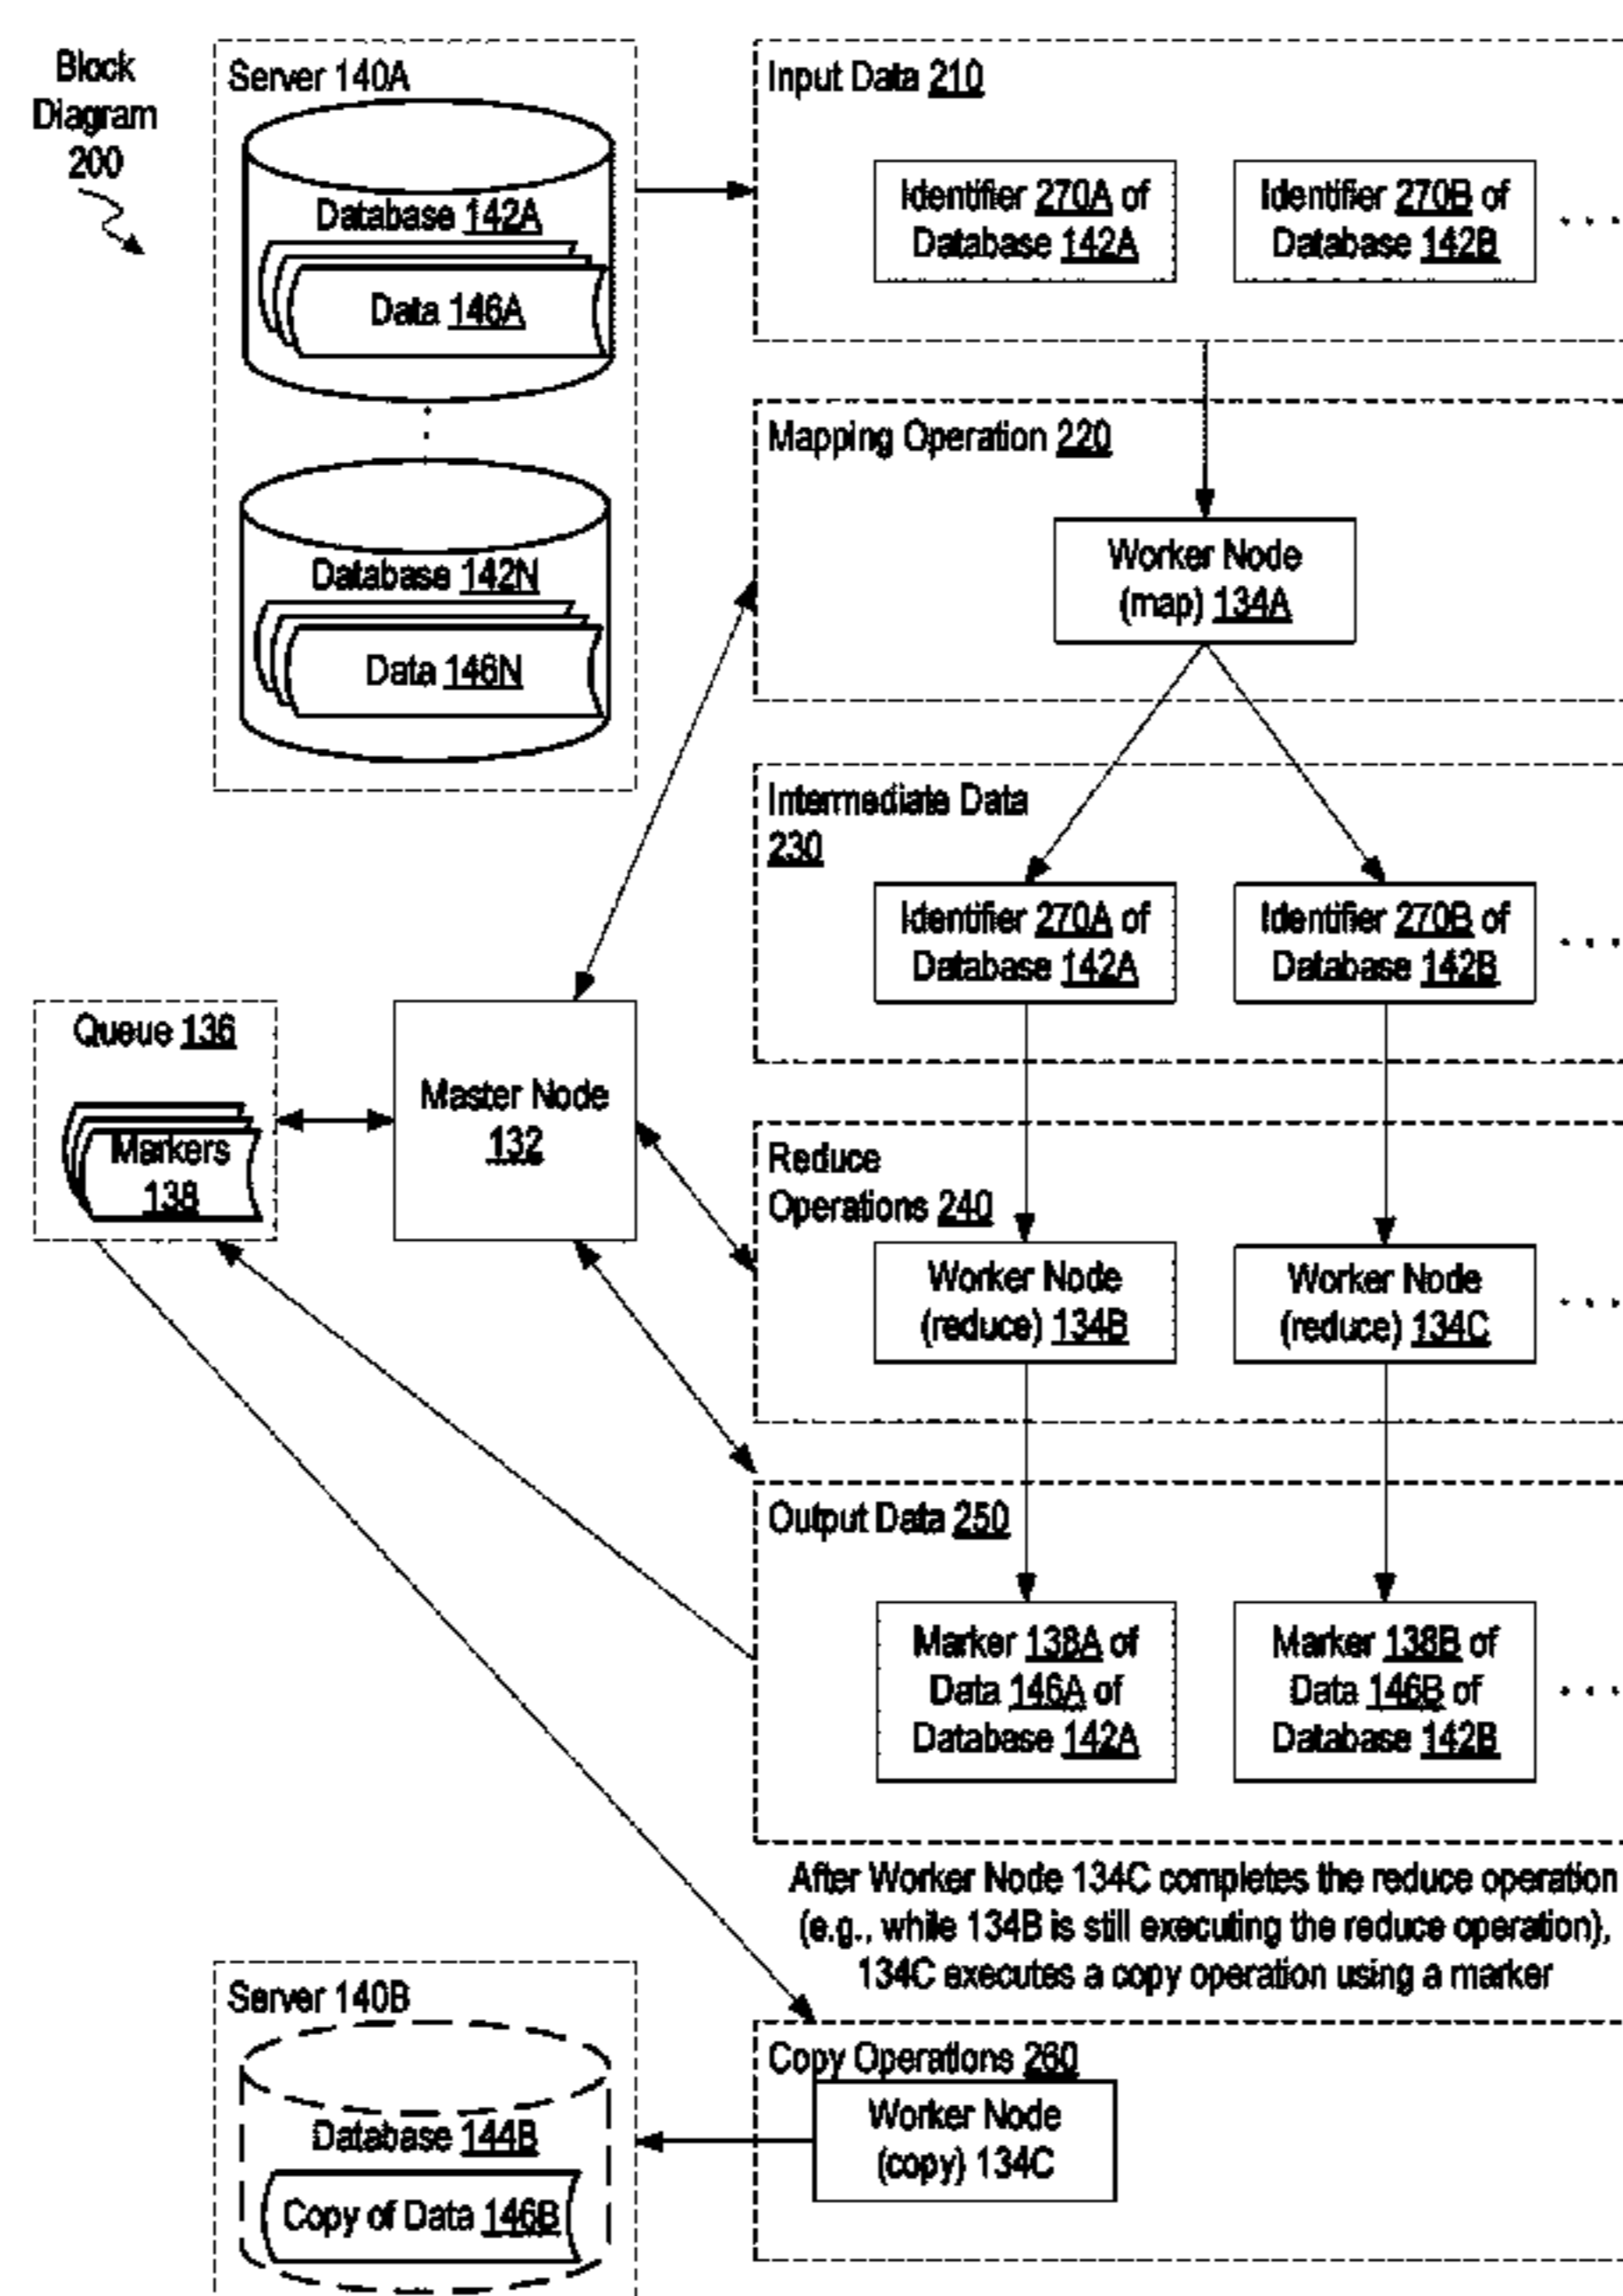 Block
Diagram
200
Server 140A
Database 142A
Data 146A
Database 142N
Data 146N
Input Data 210
Identifier 270A of
Database 142A
Identifier 270B of
Database 142B
. . .
Mapping Operation 220
Worker Node
(map) 134A
Intermediate Data
230
Identifier 270A of
Database 142A
Identifier 270B of
Database 142B
. . .
Queue 136
Markers
138
Master Node
132
Reduce
Operations 240
Worker Node
(reduce) 134B
Worker Node
(reduce) 134C
. . .
Output Data 250
Marker 138A of
Data 146A of
Database 142A
Marker 138B of
Data 146B of
Database 142B
. . .
After Worker Node 134C completes the reduce operation
(e.g., while 134B is still executing the reduce operation),
134C executes a copy operation using a marker
Server 140B
Database 144B
Copy of Data 146B
Copy Operations 260
Worker Node
(copy) 134C